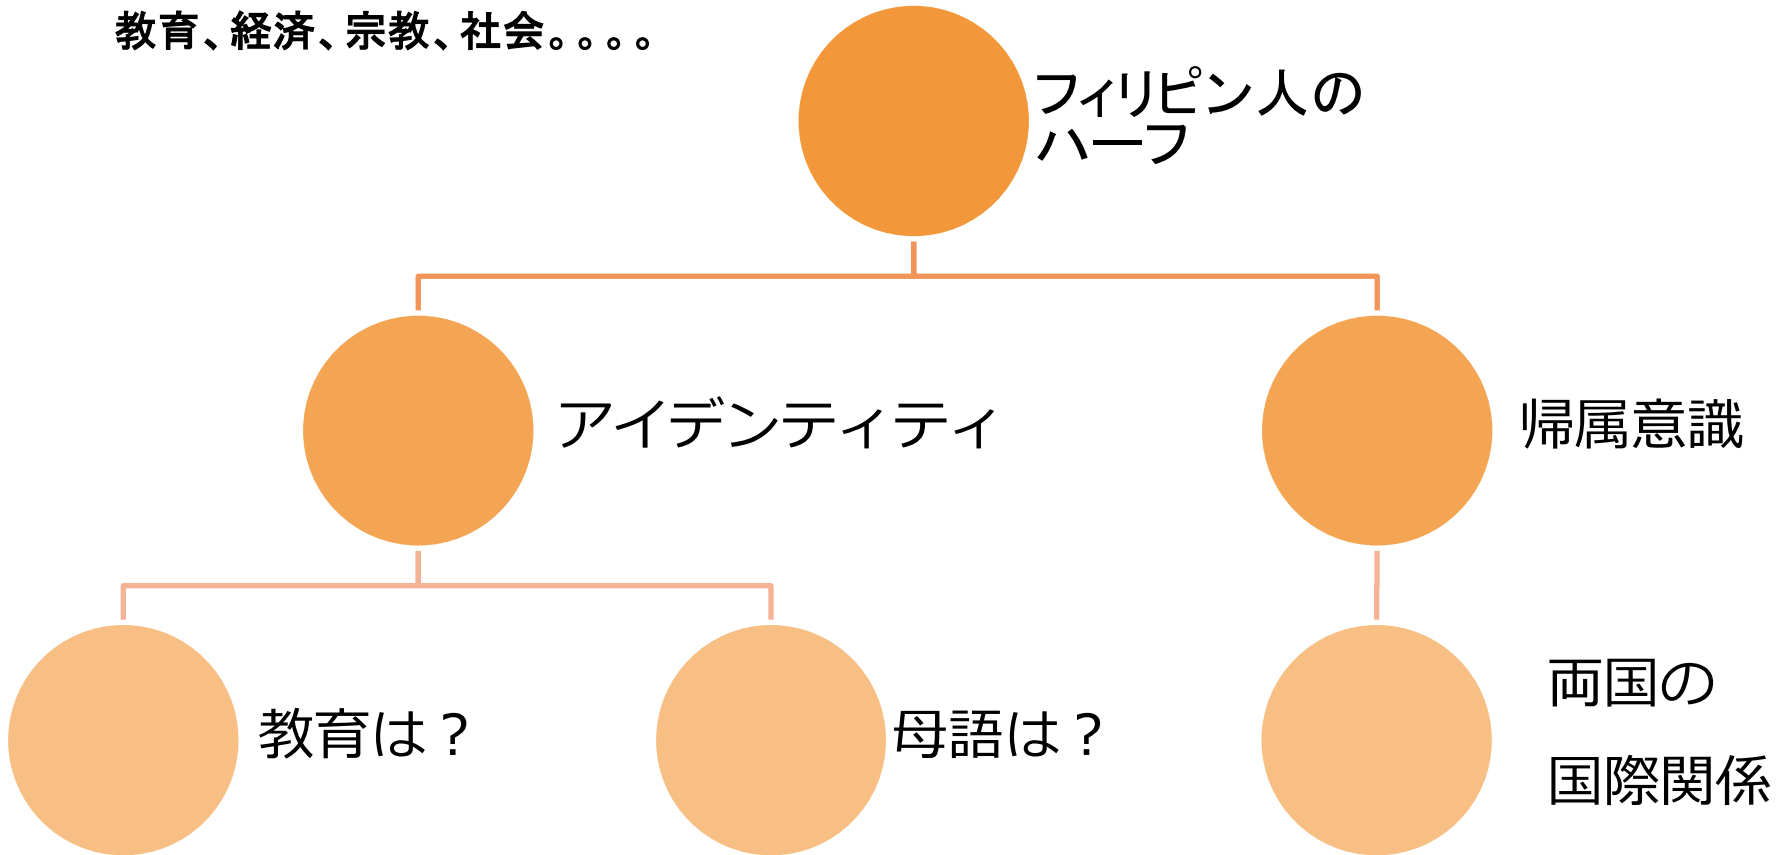 教育、経済、宗教、社会。。。。
フィリピン人の
ハーフ
アイデンティティ
帰属意識
教育は？
母語は？
両国の
国際関係